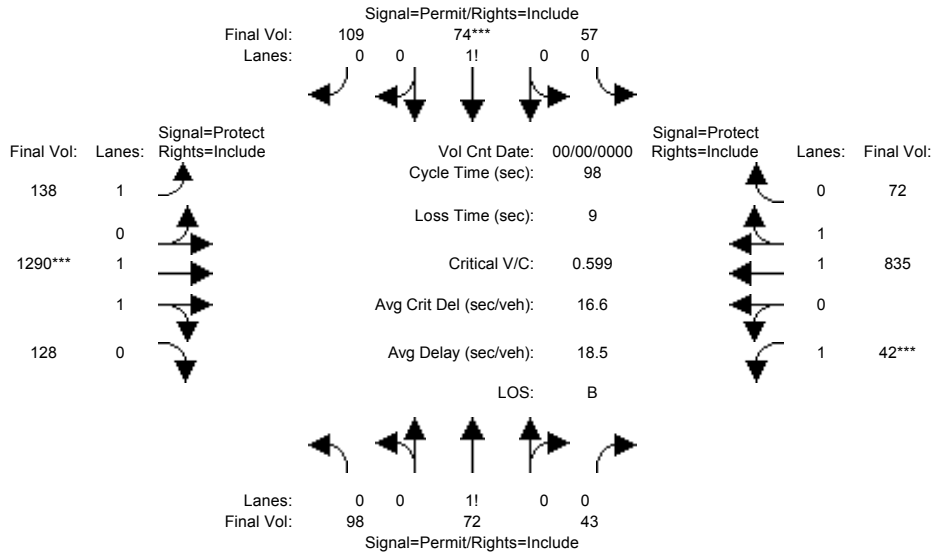 Signal=Permit/Rights=Include
Final Vol: 109 74*** 57
Lanes: 0 0 1! 0 0
Signal=Protect Signal=Protect
Final Vol: Lanes: Rights=Include Vol Cnt Date: 00/00/0000 Rights=Include Lanes: Final Vol:
Cycle Time (sec): 98
138 1 0 72
Loss Time (sec): 9
0 1
1290*** 1 Critical V/C: 0.599 1 835
1 Avg Crit Del (sec/veh): 16.6 0
128 0 Avg Delay (sec/veh): 18.5 1 42***
LOS: B
Lanes: 0 0 1! 0 0
Final Vol: 98 72 43
Signal=Permit/Rights=Include